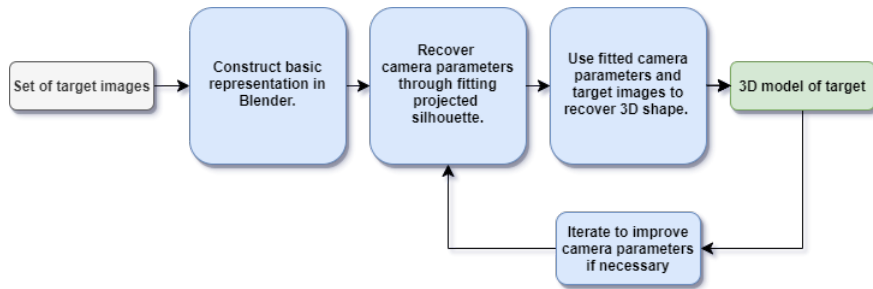 Set of target images
Construct basic
representation in
Blender.
Recover
camera parameters
through fitting
projected
silhouette.
Use fitted camera
parameters and
target images to
recover 3D shape.
3D model of target
Iterate to improve
camera parameters
if necessary